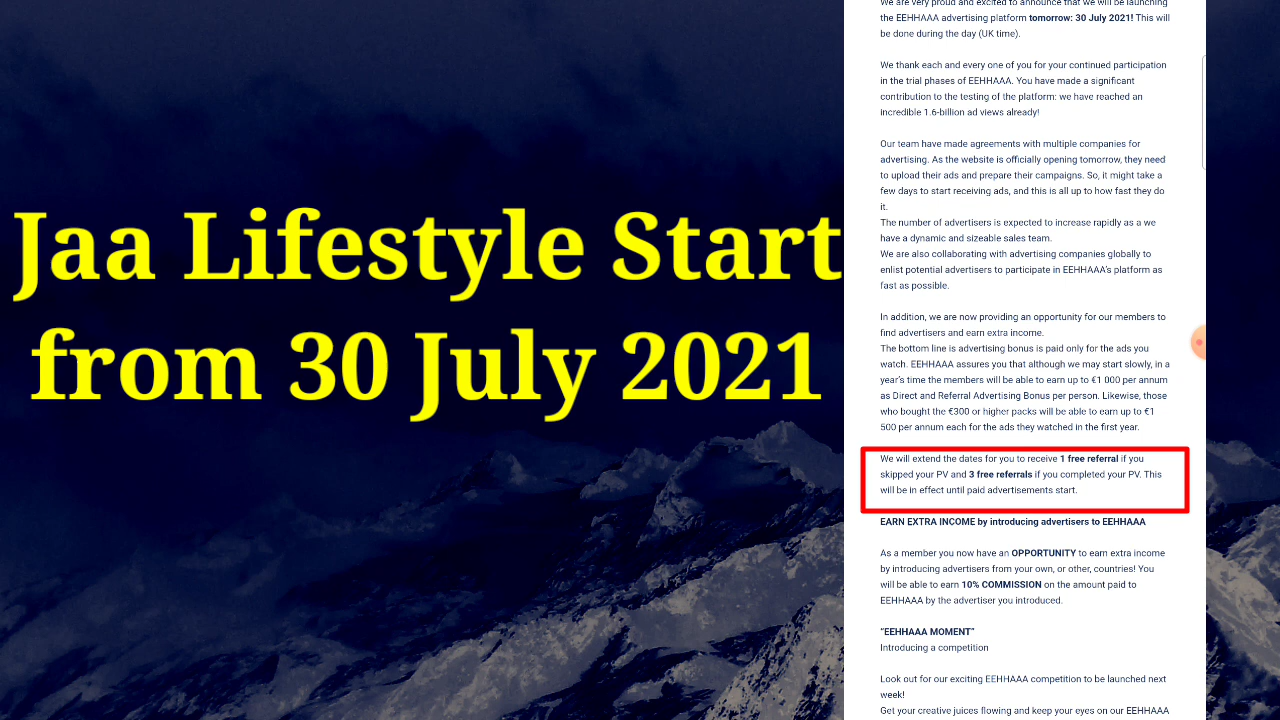 Jaa Lifestyle Start
from 30 July 2021
We are very proud and excited to announce that we will be launching
the EEHHAAA advertising platform tomorrow: 30 July 2021! This will
be done during the day (UK time).
We thank each and every one of you for your continued participation
in the trial phases of EEHHAAA. You have made a significant
contribution to the testing of the platform: we have reached an
incredible 1.6-billion ad views already!
Our team have made agreements with multiple companies for
advertising. As the website is officially opening tomorrow, they need
to upload their ads and prepare their campaigns. So, it might take a
few days to start receiving ads, and this is all up to how fast they do
it.
The number of advertisers is expected to increase rapidly as a we
have a dynamic and sizeable sales team.
We are also collaborating with advertising companies globally to
enlist potential advertisers to participate in EEHHAAA's platform as
fast as possible.
In addition, we are now providing an opportunity for our members to
find advertisers and earn extra income.
The bottom line is advertising bonus is paid only for the ads you
watch. EEHHAAA assures you that although we may start slowly, in a
year's time the members will be able to earn up to €1 000 per annum
as Direct and Referral Advertising Bonus per person. Likewise, those
who bought the €300 or higher packs will be able to earn up to €1
500 per annum each for the ads they watched in the first year.
We will extend the dates for you to receive 1 free referral if you
skipped your PV and 3 free referrals if you completed your PV. This
will be in effect until paid advertisements start.
EARN EXTRA INCOME by introducing advertisers to EEHHAAA
As a member you now have an OPPORTUNITY to earn extra income
by introducing advertisers from your own, or other, countries! You
will be able to earn 10% COMMISSION on the amount paid to
EEHHAAA by the advertiser you introduced.
"EEHHAAA MOMENT"
Introducing a competition
Look out for our exciting EEHHAAA competition to be launched next
week!
Get your creative juices flowing and keep your eyes on our EEHHAAA